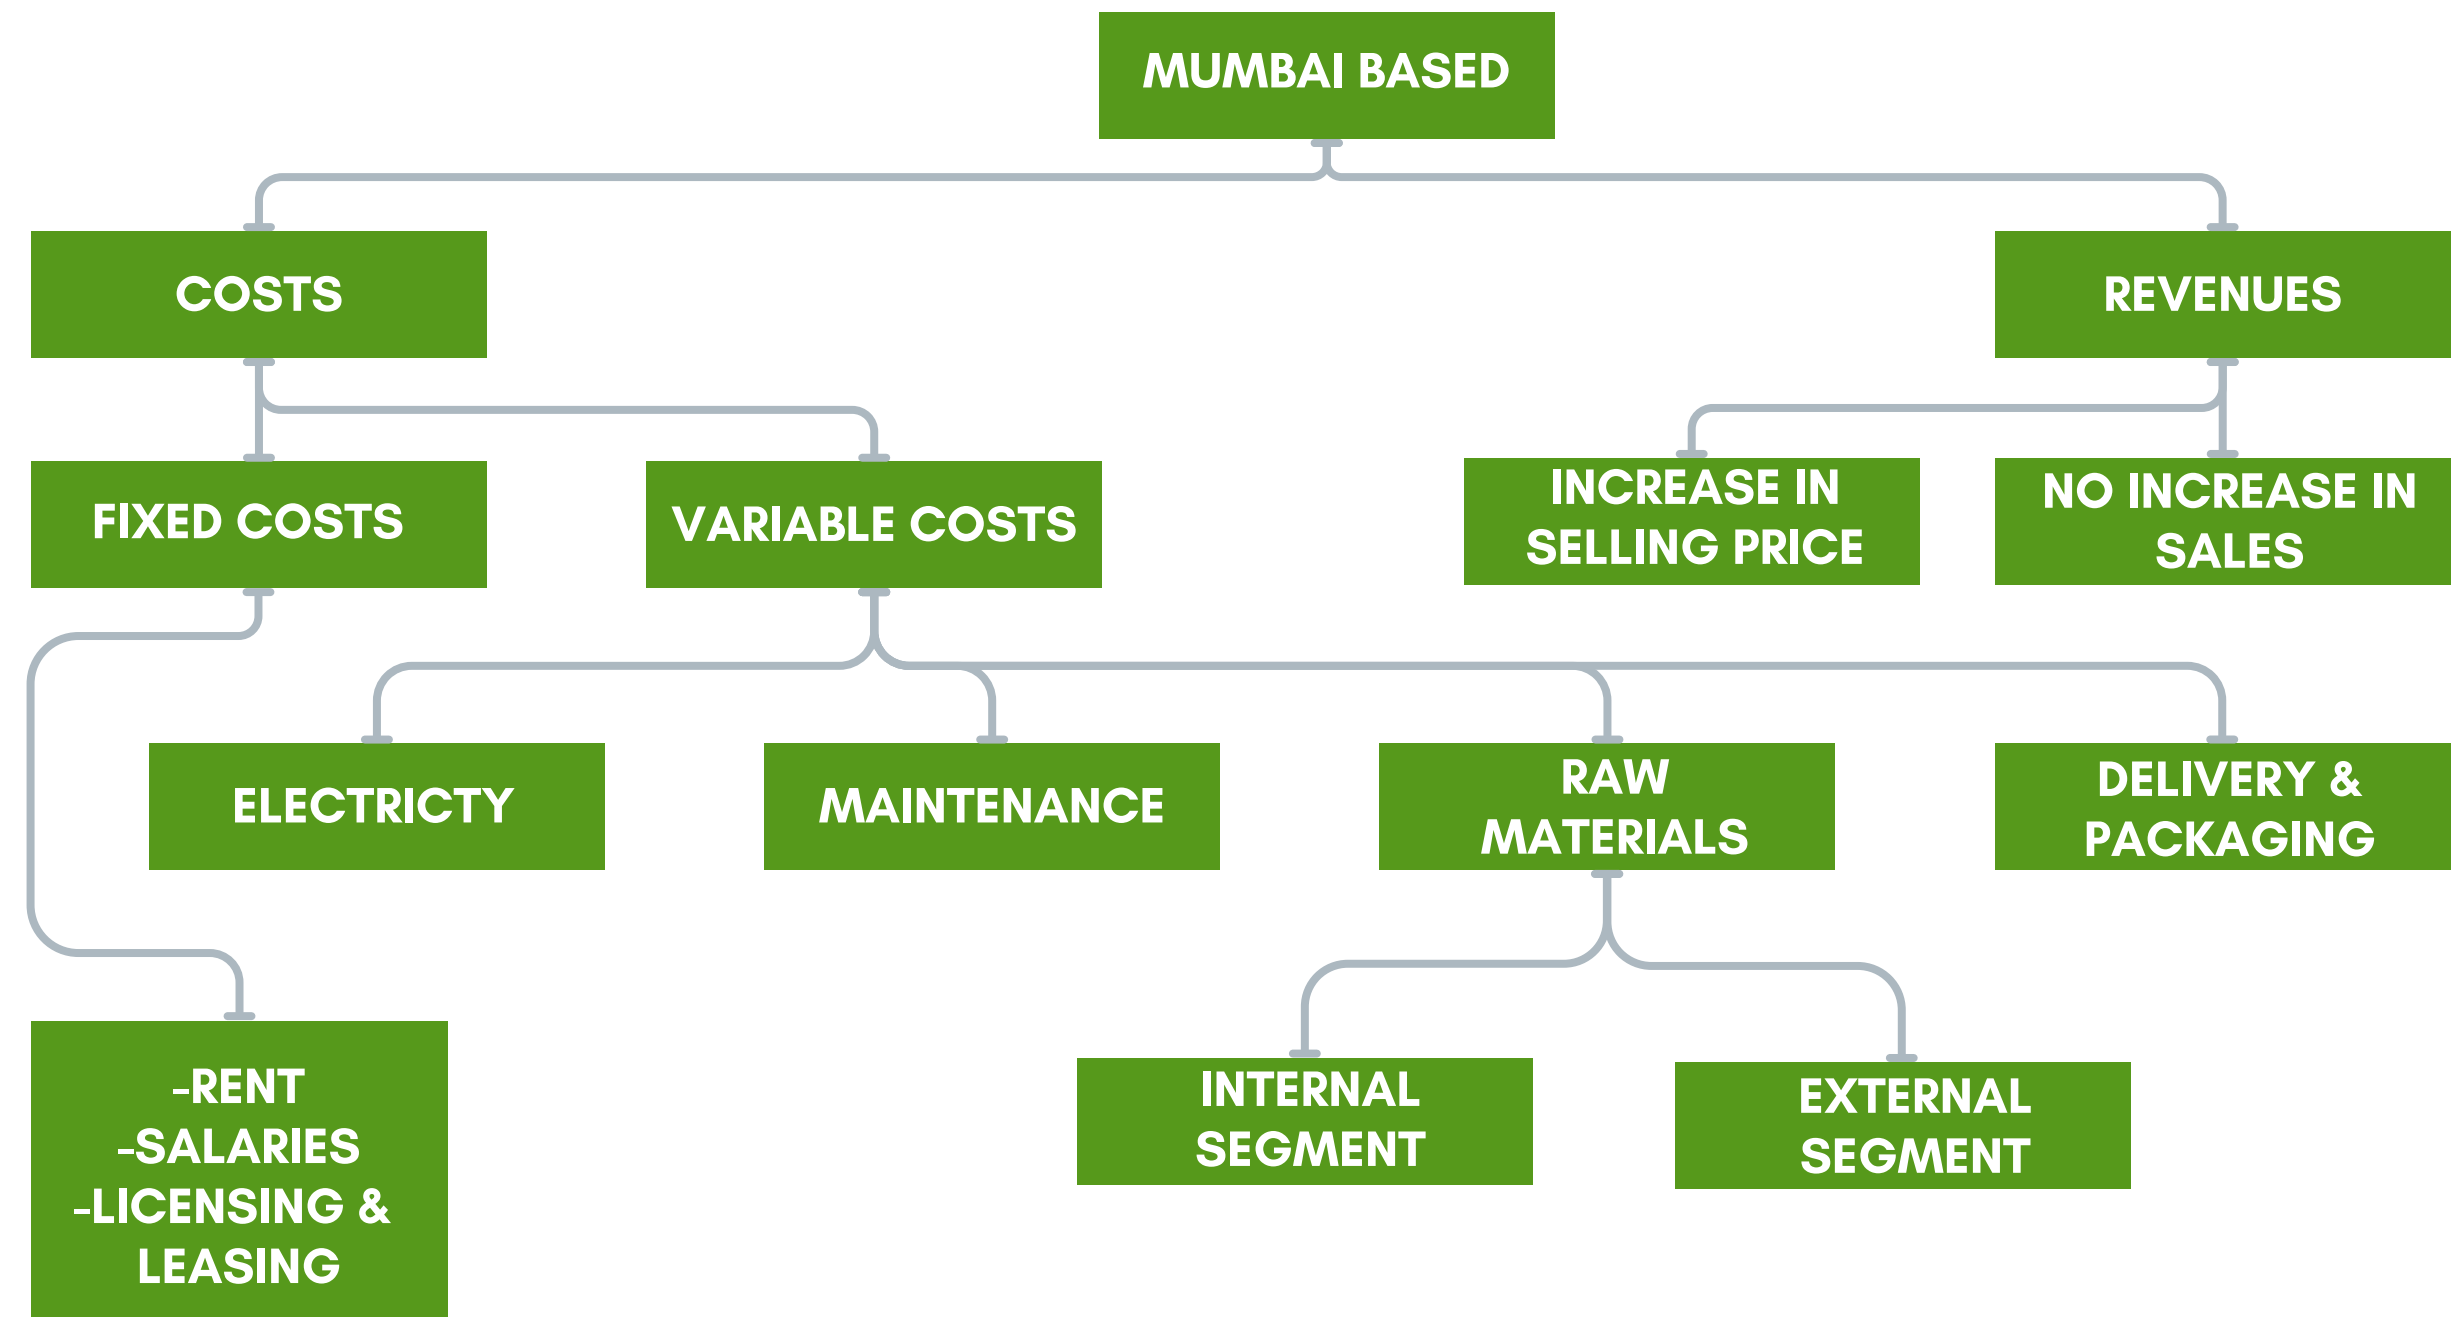 MUMBAI BASED
COSTS
REVENUES
FIXED COSTS
VARIABLE COSTS
INCREASE IN
SELLING PRICE
NO INCREASE IN
SALES
ELECTRICTY
MAINTENANCE
RAW
MATERIALS
DELIVERY &
PACKAGING
-RENT
-SALARIES
-LICENSING &
LEASING
INTERNAL
SEGMENT
EXTERNAL
SEGMENT